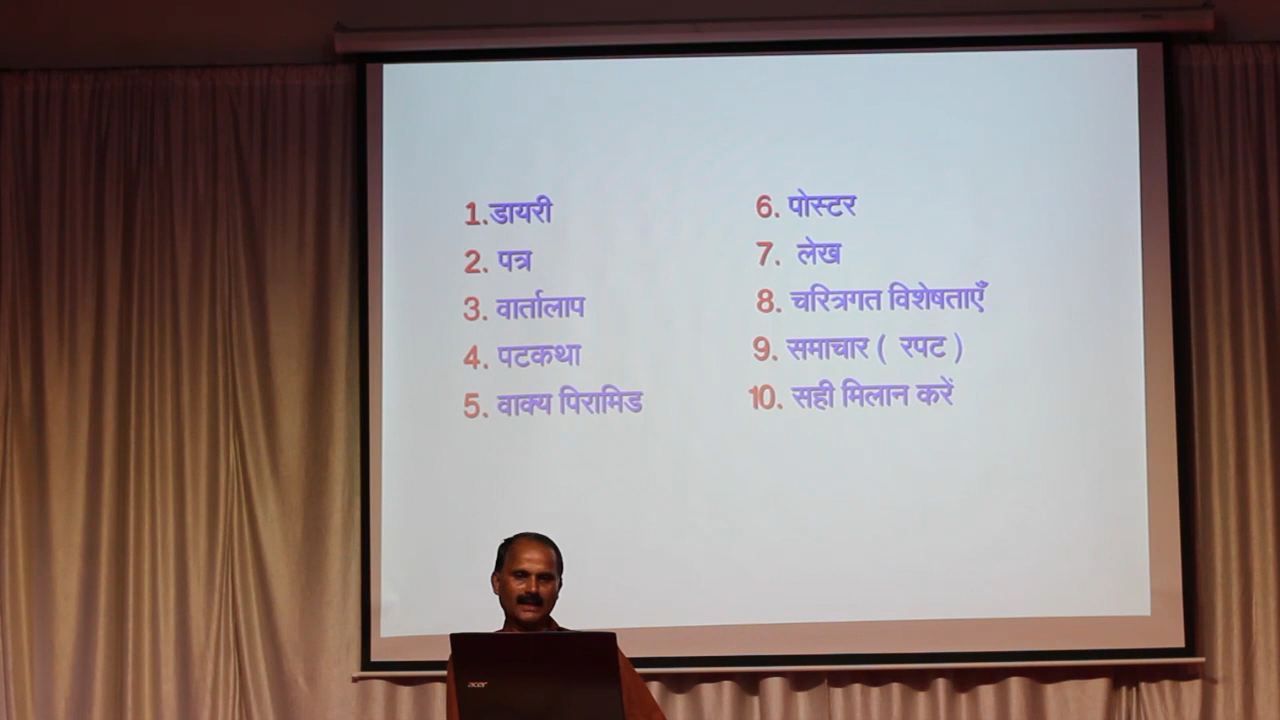 1.डायरी
2. पत्र
3. वार्तालाप
4. पटकथा
5. वाक्य पिरामिड
6. पोस्टर
7. लेख
8. चरित्रगत विशेषताएँ
9. समाचार ( रपट )
10. सही मिलान करें
acer